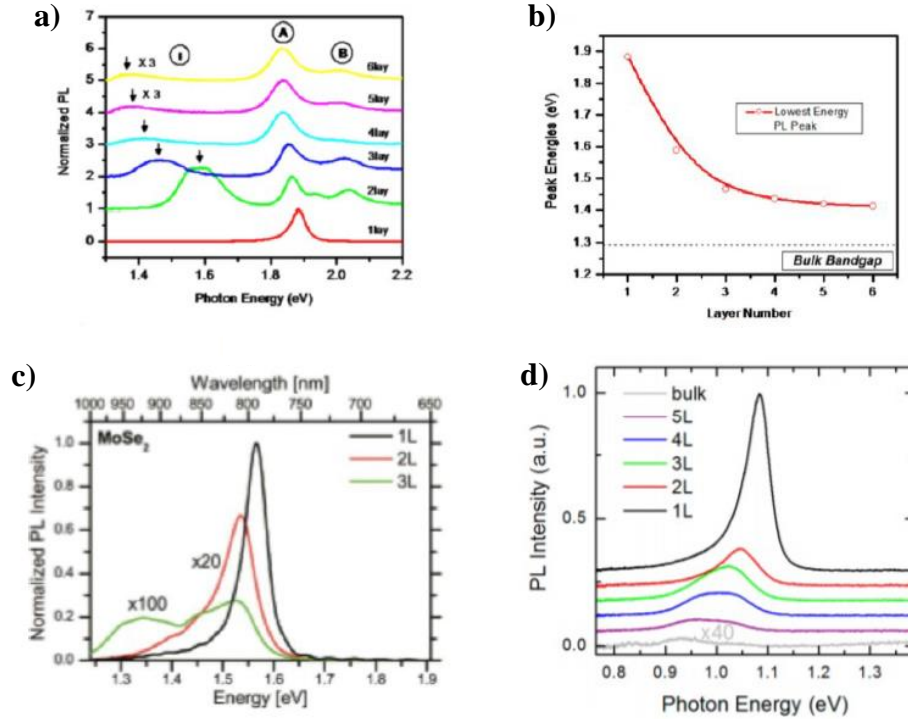 a)
7
6
5
4
3
2
1
0
Normalized PL
I
A
B
X 3
X 3
6lay
5lay
4lay
3lay
2lay
1lay
1.4 1.6 1.8 2.0 2.2
Photon Energy (eV)
b)
1.9
1.8
1.7
1.6
1.5
1.4
1.3
1.2
Peak Energies (eV)
Lowest Energy
PL Peak
Bulk Bandgap
1 2 3 4 5 6
Layer Number
c)
Wavelength [nm]
1000 950 925 900 850 825 800 790 750 700 650
MoSe2
1L
2L
3L
x20
x100
1.0
0.8
0.6
0.4
0.2
0.0
Normalized PL Intensity
1.3 1.4 1.5 1.6 1.7 1.8 1.9
Energy [eV]
d)
1.0
0.5
0.0
PL Intensity (a.u.)
bulk
5L
4L
3L
2L
1L
x40
0.8 0.9 1.0 1.1 1.2 1.3
Photon Energy (eV)